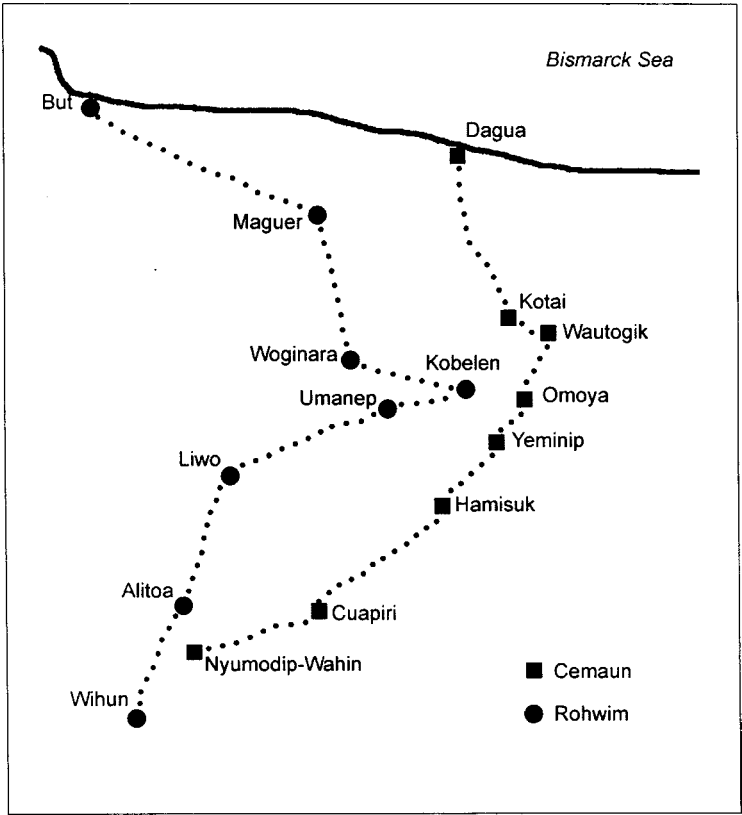 Bismarck Sea
But
Dagua
Maguer
Kotai
Wautogik
Woginara
Kobelen
Umanep
Omoya
Yeminip
Liwo
Hamisuk
Alitoa
Cuapiri
Nyumodip-Wahin
Cemaun
Wihun
Rohwim